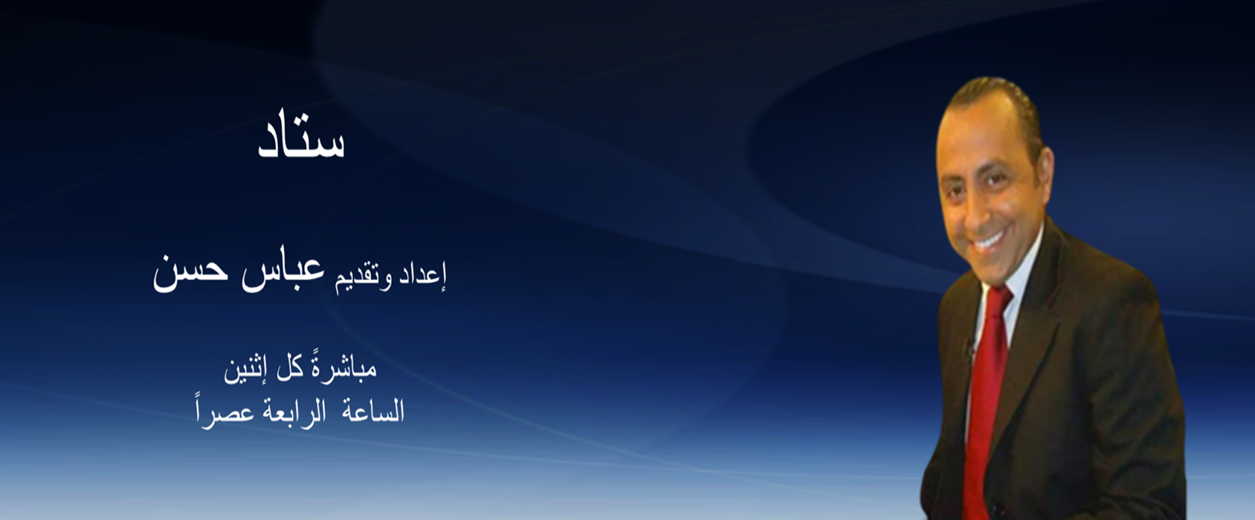 ستاد
إعداد وتقديم عباس حسن
مباشرةً كل إثنين
الساعة الرابعة عصراً